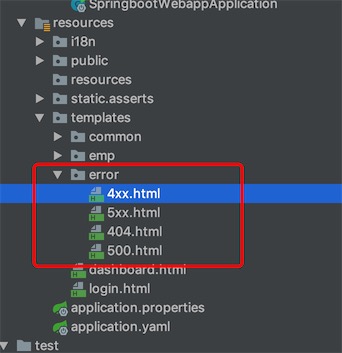 SpringbootWebappApplication
resources
i18n
public
resources
static.asserts
templates
common
emp
error
4xx.html
5xx.html
404.html
500.html
dashboard.html
login.html
application.properties
application.yaml
test